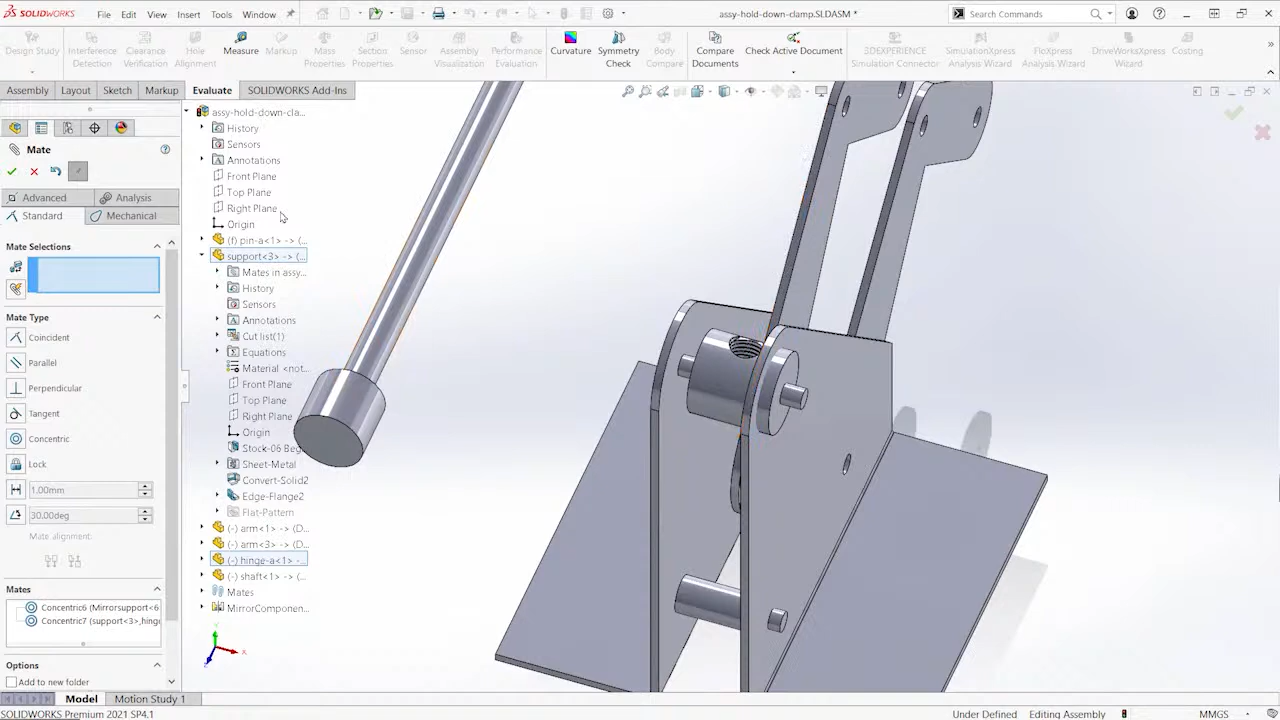 SOLIDWORKS
File Edit View Insert Tools Window
assy-hold-down-clamp.SLDASM *
Search Commands
Design Study
Interference Detection
Clearance Verification
Hole Alignment
Measure
Markup
Mass Properties
Section Properties
Sensor
Assembly Visualization
Performance Evaluation
Curvature
Symmetry Check
Body Compare
Compare Documents
Check Active Document
3DEXPERIENCE Simulation Connector
SimulationXpress Analysis Wizard
FloXpress Analysis Wizard
DriveWorksXpress Wizard
Costing
Assembly Layout Sketch Markup Evaluate SOLIDWORKS Add-Ins
Mate
Advanced Analysis
Standard Mechanical
Mate Selections
Mate Type
Coincident
Parallel
Perpendicular
Tangent
Concentric
Lock
1.00mm
30.00deg
Mate alignment:
Mates
Concentric6 (Mirrorsupport<6
Concentric7 (support<3>,hing
Options
Add to new folder
assy-hold-down-cla...
History
Sensors
Annotations
Front Plane
Top Plane
Right Plane
Origin
(f) pin-a<1> -> (...
support<3> -> (...
Mates in assy...
History
Sensors
Annotations
Cut list(1)
Equations
Material <not...
Front Plane
Top Plane
Right Plane
Origin
Stock-06 Beg
Sheet-Metal
Convert-Solid2
Edge-Flange2
Flat-Pattern
(-) arm<1> -> (D...
(-) arm<3> -> (D...
(-) hinge-a<1> -...
(-) shaft<1> -> (...
Mates
MirrorComponen...
Y
X
Z
Model Motion Study 1
SOLIDWORKS Premium 2021 SP4.1
Under Defined Editing Assembly MMGS